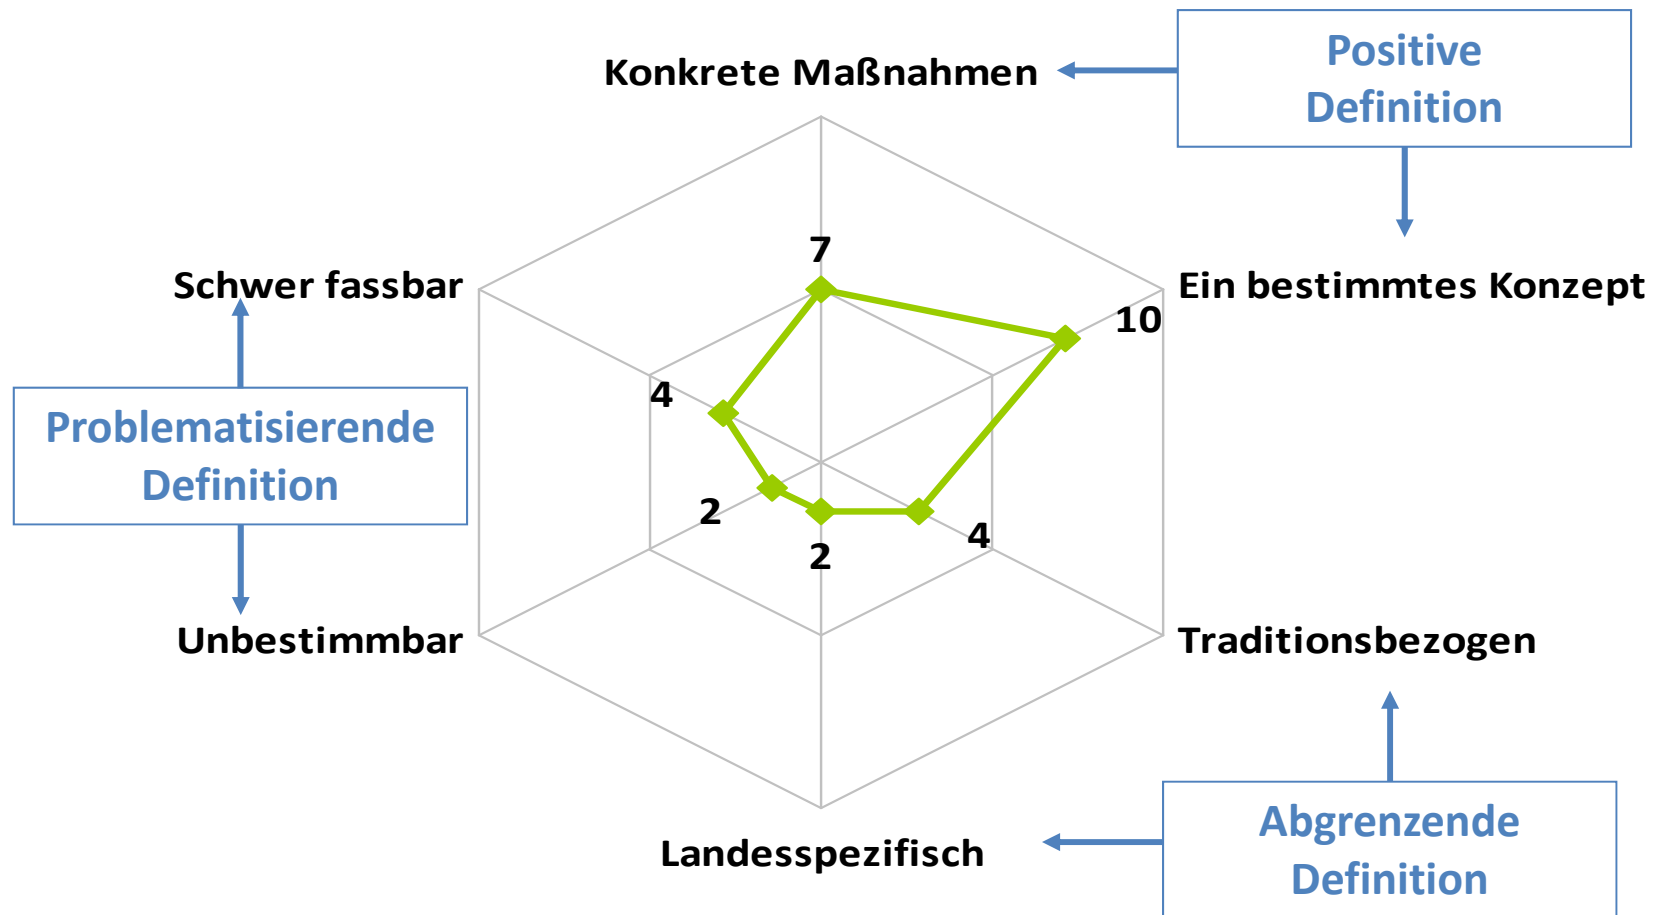 Positive
Definition
Konkrete Maßnahmen
7
Schwer fassbar
Ein bestimmtes Konzept
10
4
Problematisierende
Definition
2
2
4
Unbestimmbar
Traditionsbezogen
Landesspezifisch
Abgrenzende
Definition